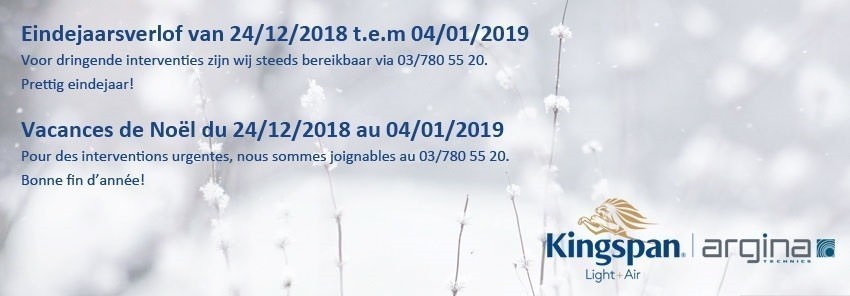 Eindejaarsverlof van 24/12/2018 t.e.m 04/01/2019
Voor dringende interventies zijn wij steeds bereikbaar via 03/780 55 20.
Prettig eindejaar!
Vacances de Noël du 24/12/2018 au 04/01/2019
Pour des interventions urgentes, nous sommes joignables au 03/780 55 20.
Bonne fin d’année!
Kingspan® | argina
TECHNICS
Light + Air